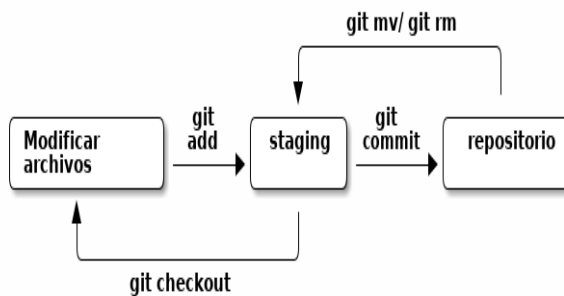 git mv/ git rm
git
add
git
commit
Modificar
archivos
staging
repositorio
git checkout